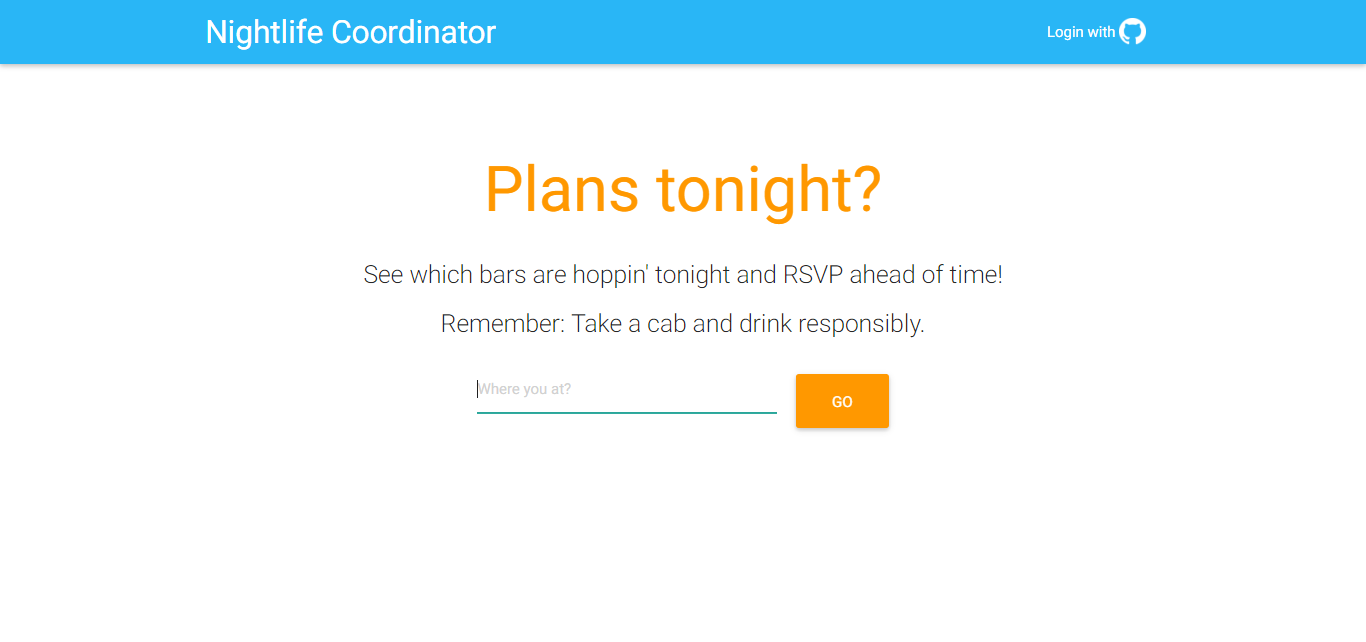 Nightlife Coordinator
Login with
Plans tonight?
See which bars are hoppin' tonight and RSVP ahead of time!
Remember: Take a cab and drink responsibly.
Where you at?
GO